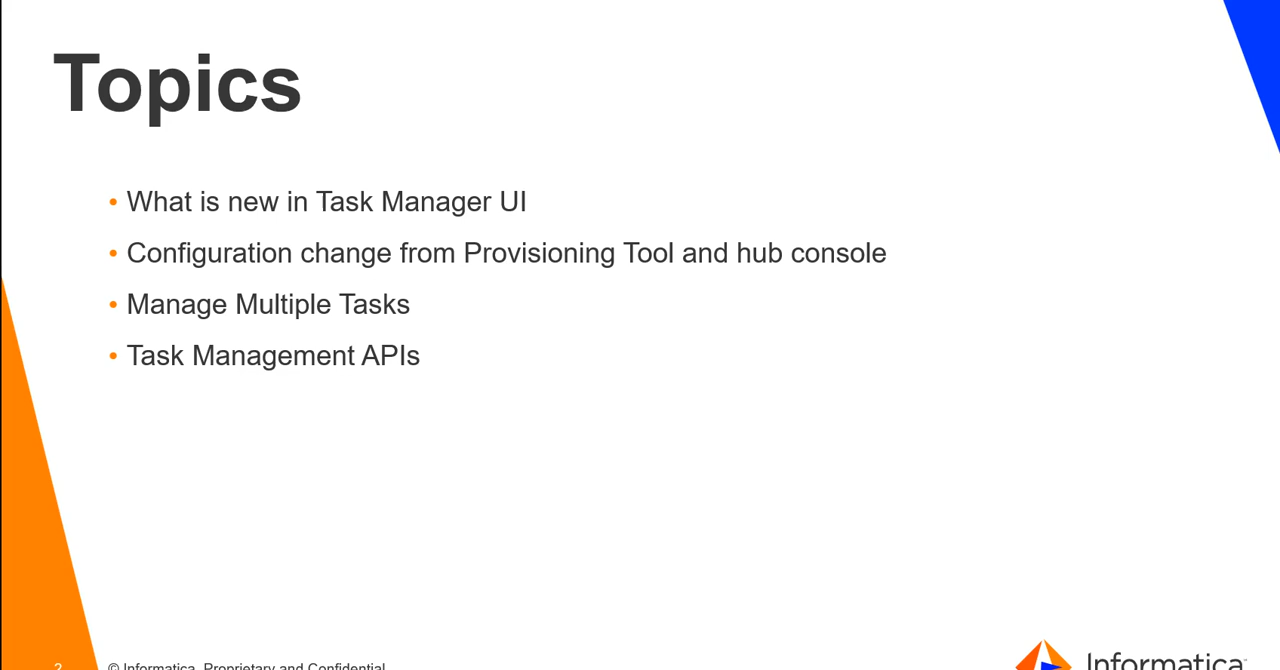 Topics
• What is new in Task Manager UI
• Configuration change from Provisioning Tool and hub console
• Manage Multiple Tasks
• Task Management APIs
2
© Informatica. Proprietary and Confidential.
Informatica